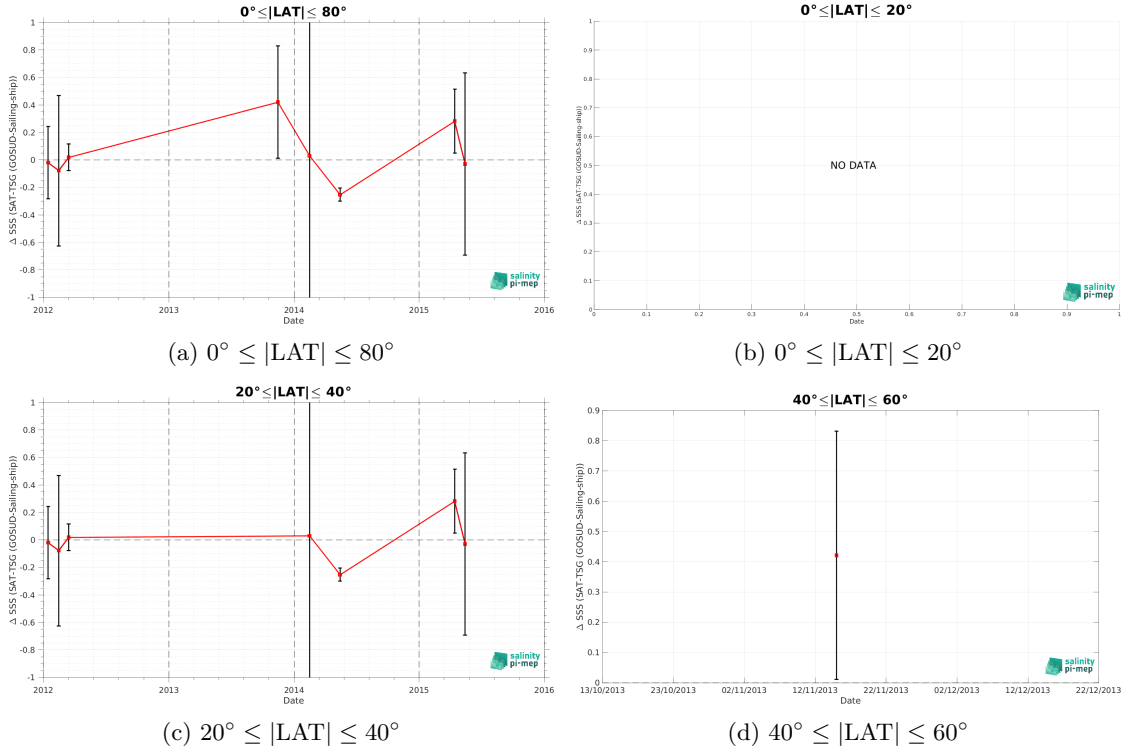 0°≤|LAT|≤ 80°
Δ SSS (SAT-TSG (GOSUD-Sailing-ship))
1
0.8
0.6
0.4
0.2
0
-0.2
-0.4
-0.6
-0.8
-1
2012
2013
2014
2015
2016
Date
salinity
pi-mep
(a) 0° ≤ |LAT| ≤ 80°
0°≤|LAT|≤ 20°
Δ SSS (SAT-TSG (GOSUD-Sailing-ship))
1
0.9
0.8
0.7
0.6
0.5
0.4
0.3
0.2
0.1
0
NO DATA
0
0.1
0.2
0.3
0.4
0.5
0.6
0.7
0.8
0.9
1
Date
salinity
pi-mep
(b) 0° ≤ |LAT| ≤ 20°
20°≤|LAT|≤ 40°
Δ SSS (SAT-TSG (GOSUD-Sailing-ship))
1
0.8
0.6
0.4
0.2
0
-0.2
-0.4
-0.6
-0.8
-1
2012
2013
2014
2015
2016
Date
salinity
pi-mep
(c) 20° ≤ |LAT| ≤ 40°
40°≤|LAT|≤ 60°
Δ SSS (SAT-TSG (GOSUD-Sailing-ship))
0.9
0.8
0.7
0.6
0.5
0.4
0.3
0.2
0.1
0
13/10/2013
23/10/2013
02/11/2013
12/11/2013
22/11/2013
02/12/2013
12/12/2013
22/12/2013
Date
salinity
pi-mep
(d) 40° ≤ |LAT| ≤ 60°